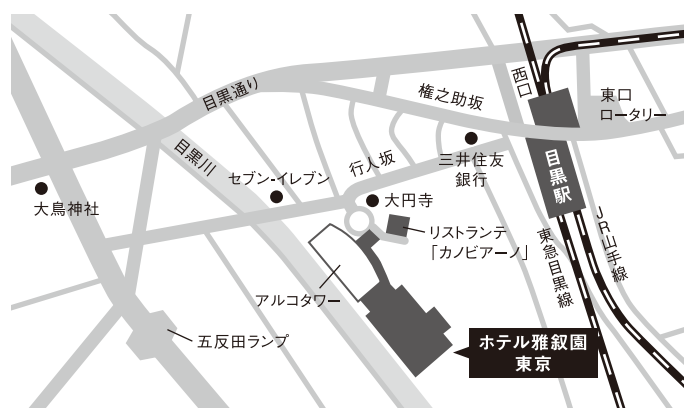 西口
東口
ロータリー
目黒通り
権之助坂
目黒駅
目黒川
行人坂
三井住友
銀行
セブン-イレブン
大円寺
大鳥神社
リストランテ
「カノビアーノ」
東急目黒線
JR山手線
アルコタワー
五反田ランプ
ホテル雅叙園
東京